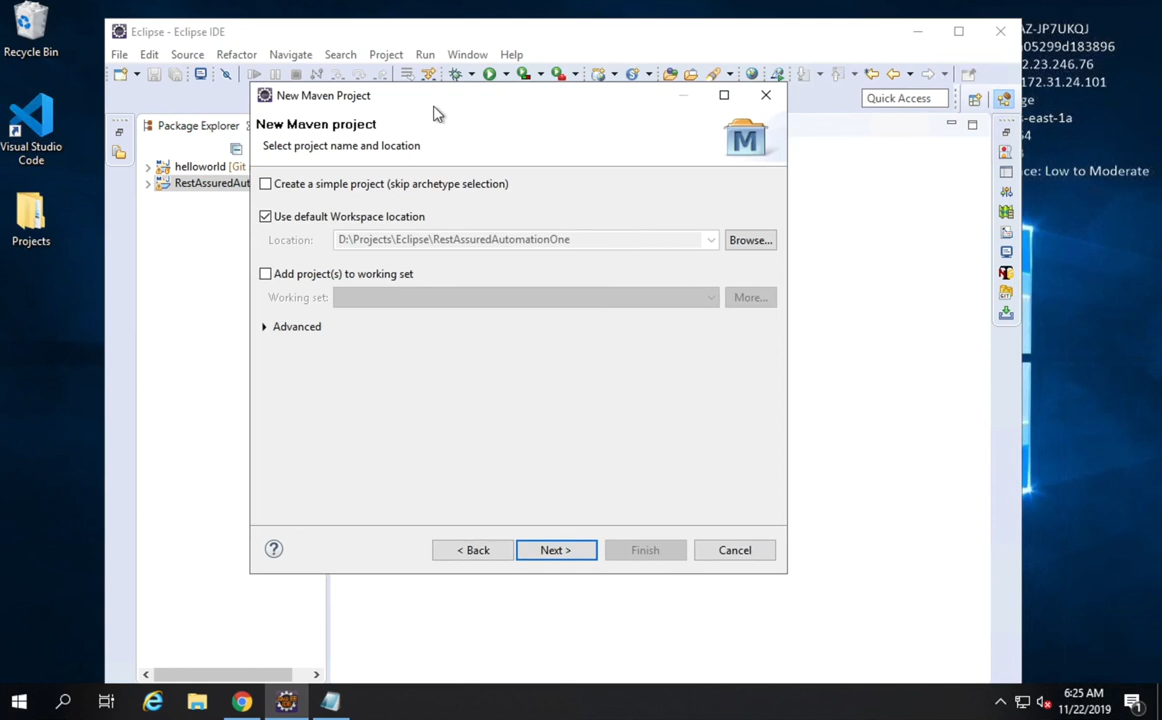 Recycle Bin
Visual Studio
Code
Projects
Eclipse - Eclipse IDE
File Edit Source Refactor Navigate Search Project Run Window Help
Quick Access
Package Explorer
helloworld [Git
RestAssuredAut
New Maven Project
New Maven project
Select project name and location
M
Create a simple project (skip archetype selection)
Use default Workspace location
Location: D:\Projects\Eclipse\RestAssuredAutomationOne Browse...
Add project(s) to working set
Working set: More...
Advanced
? < Back Next > Finish Cancel
AZ-JP7UKQJ
05299d183896
.23.246.76
172.31.24.101
ge
s-east-1a
64
ce: Low to Moderate
6:25 AM
11/22/2019
1